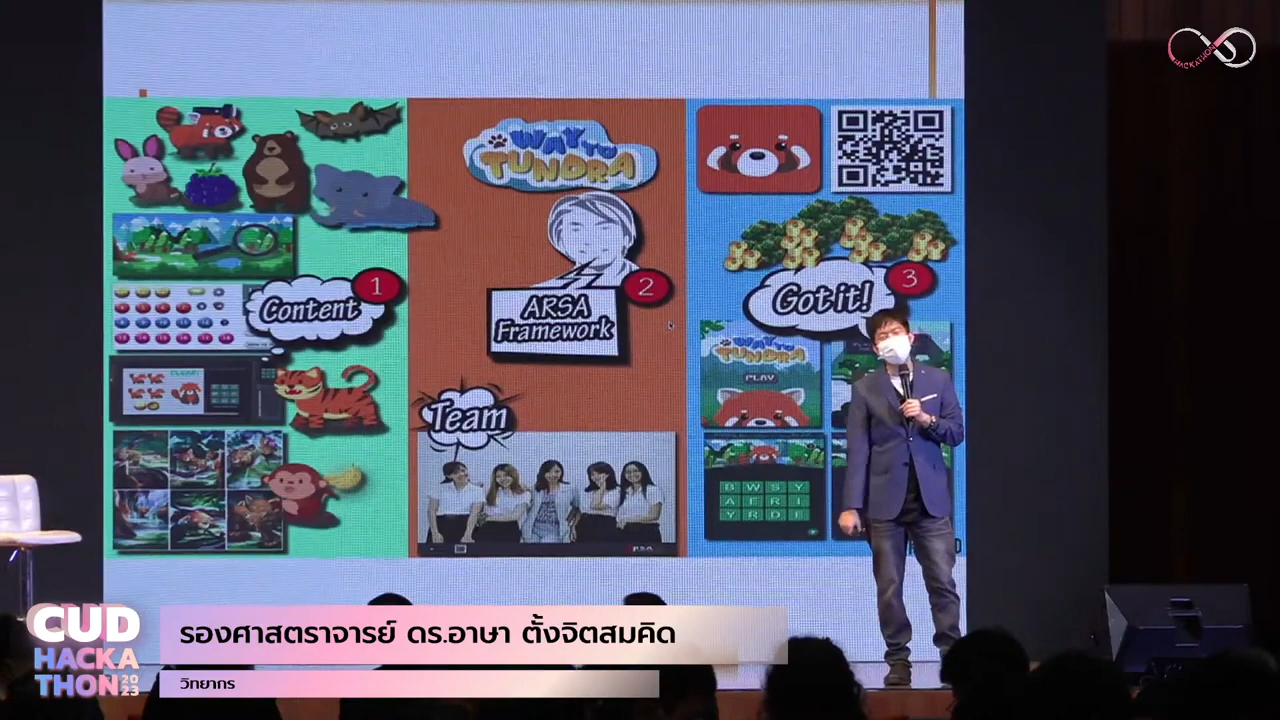 HACKATHON
WAY TO
TUNDRA
1
Content
2
ARSA
Framework
3
Got it!
WAY TO
TUNDRA
PLAY
Team
B W S Y
A E R I
Y R D E
CUD
HACKA
THON 2023
รองศาสตราจารย์ ดร.อาษา ตั้งจิตสมคิด
วิทยากร